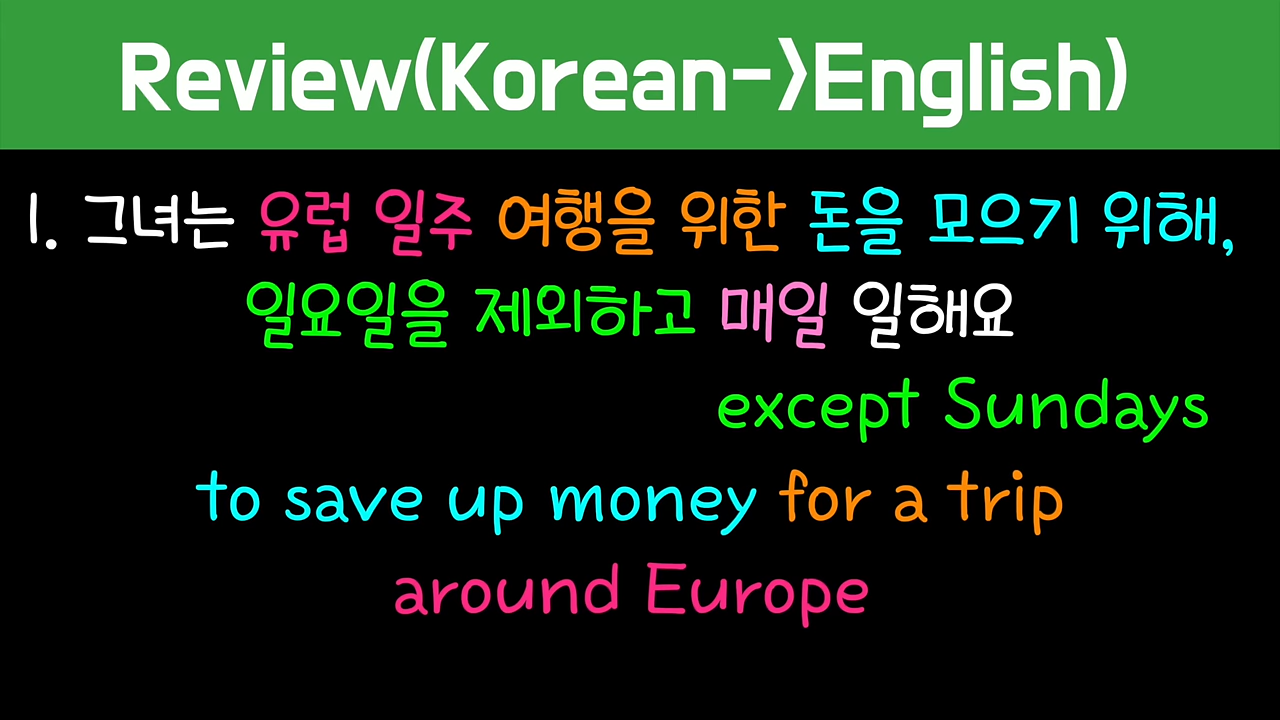 Review(Korean->English)
1. 그녀는 유럽 일주 여행을 위한 돈을 모으기 위해,
일요일을 제외하고 매일 일해요
except Sundays
to save up money for a trip
around Europe